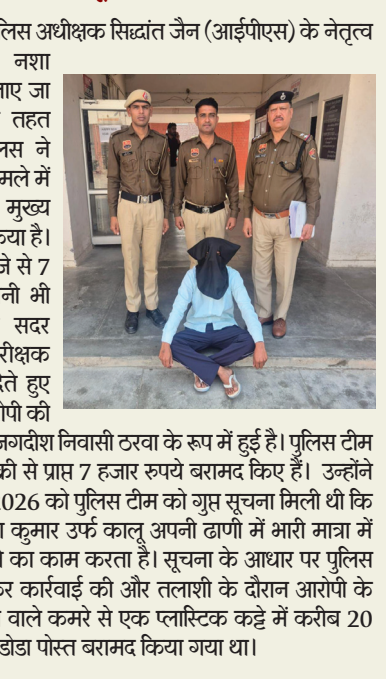 लिस अधीक्षक सिद्धांत जैन (आईपीएस) के नेतृत्व
नशा
ाए जा
तहत
लिस ने
मले में
मुख्य
कया है।
जे से 7
नी भी
सदर
रीक्षक
देते हुए
ोपी की
जगदीश निवासी ठरवा के रूप में हुई है। पुलिस टीम
क्री से प्राप्त 7 हजार रुपये बरामद किए हैं। उन्होंने
2026 को पुलिस टीम को गुप्त सूचना मिली थी कि
कुमार उर्फ कालू अपनी ढाणी में भारी मात्रा में
का काम करता है। सूचना के आधार पर पुलिस
कर कार्रवाई की और तलाशी के दौरान आरोपी के
वाले कमरे से एक प्लास्टिक कट्टे में करीब 20
डोडा पोस्त बरामद किया गया था।